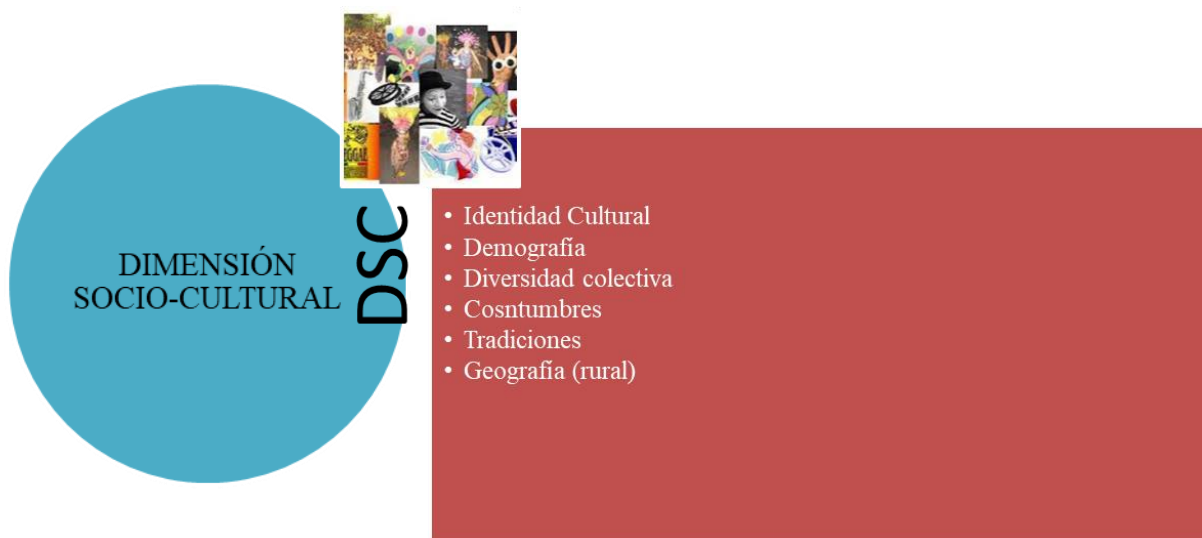 DIMENSIÓN
SOCIO-CULTURAL
DSC
• Identidad Cultural
• Demografía
• Diversidad colectiva
• Cosntumbres
• Tradiciones
• Geografía (rural)